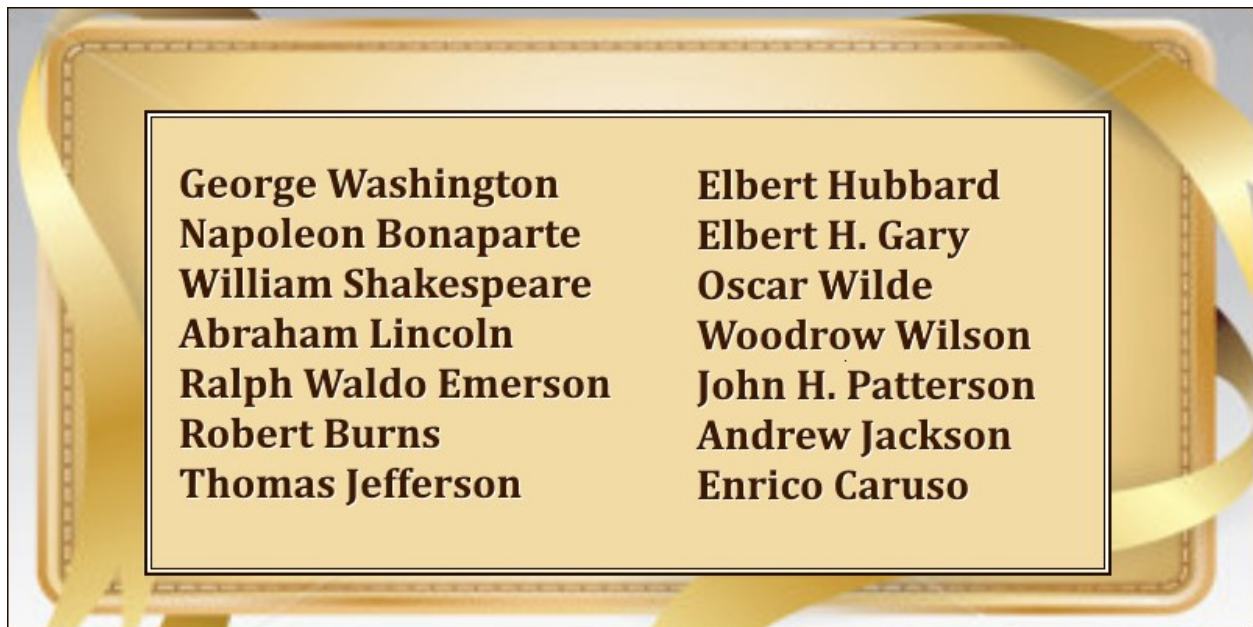 George Washington
Napoleon Bonaparte
William Shakespeare
Abraham Lincoln
Ralph Waldo Emerson
Robert Burns
Thomas Jefferson
Elbert Hubbard
Elbert H. Gary
Oscar Wilde
Woodrow Wilson
John H. Patterson
Andrew Jackson
Enrico Caruso